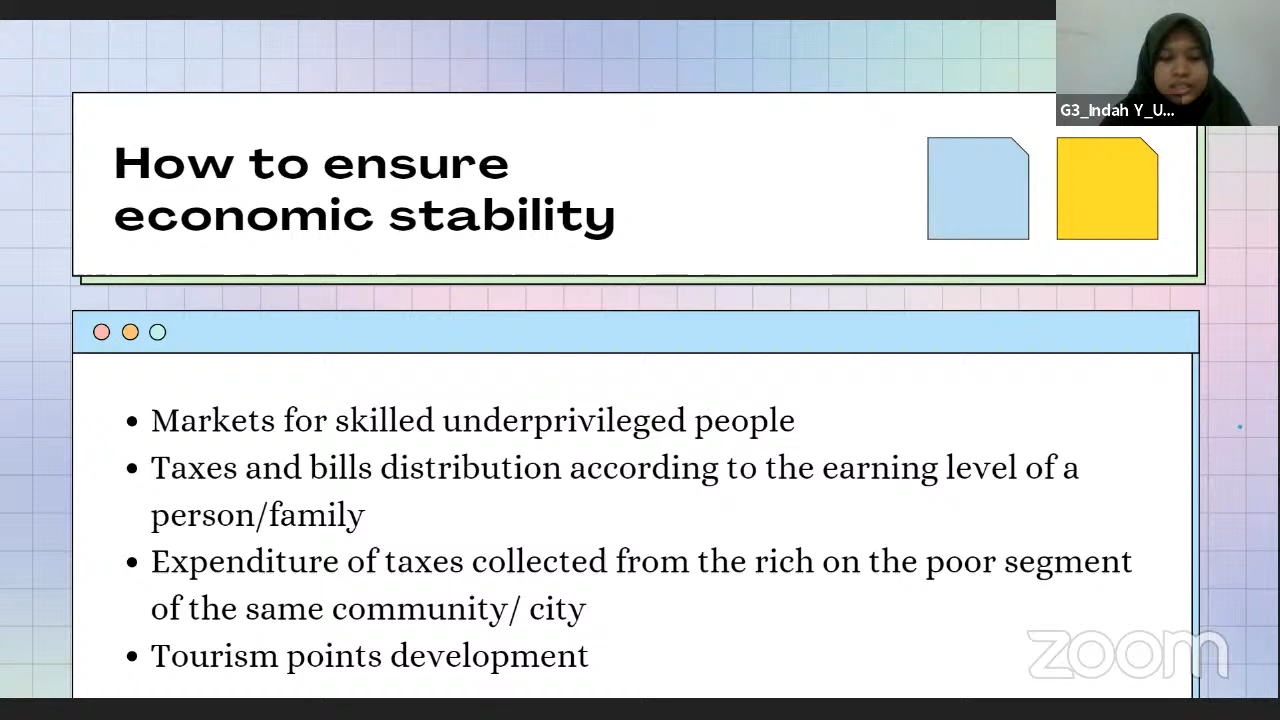 G3_Indah Y_U...
How to ensure
economic stability
• Markets for skilled underprivileged people
• Taxes and bills distribution according to the earning level of a
person/family
• Expenditure of taxes collected from the rich on the poor segment
of the same community/ city
• Tourism points development
zoom